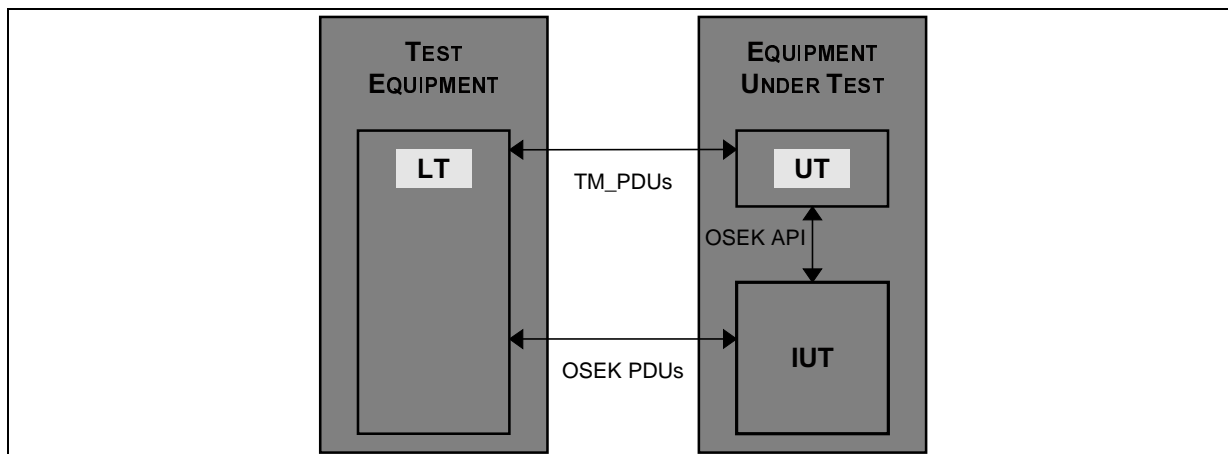 TEST
EQUIPMENT
EQUIPMENT
UNDER TEST
LT
UT
TM_PDUs
OSEK API
IUT
OSEK PDUs